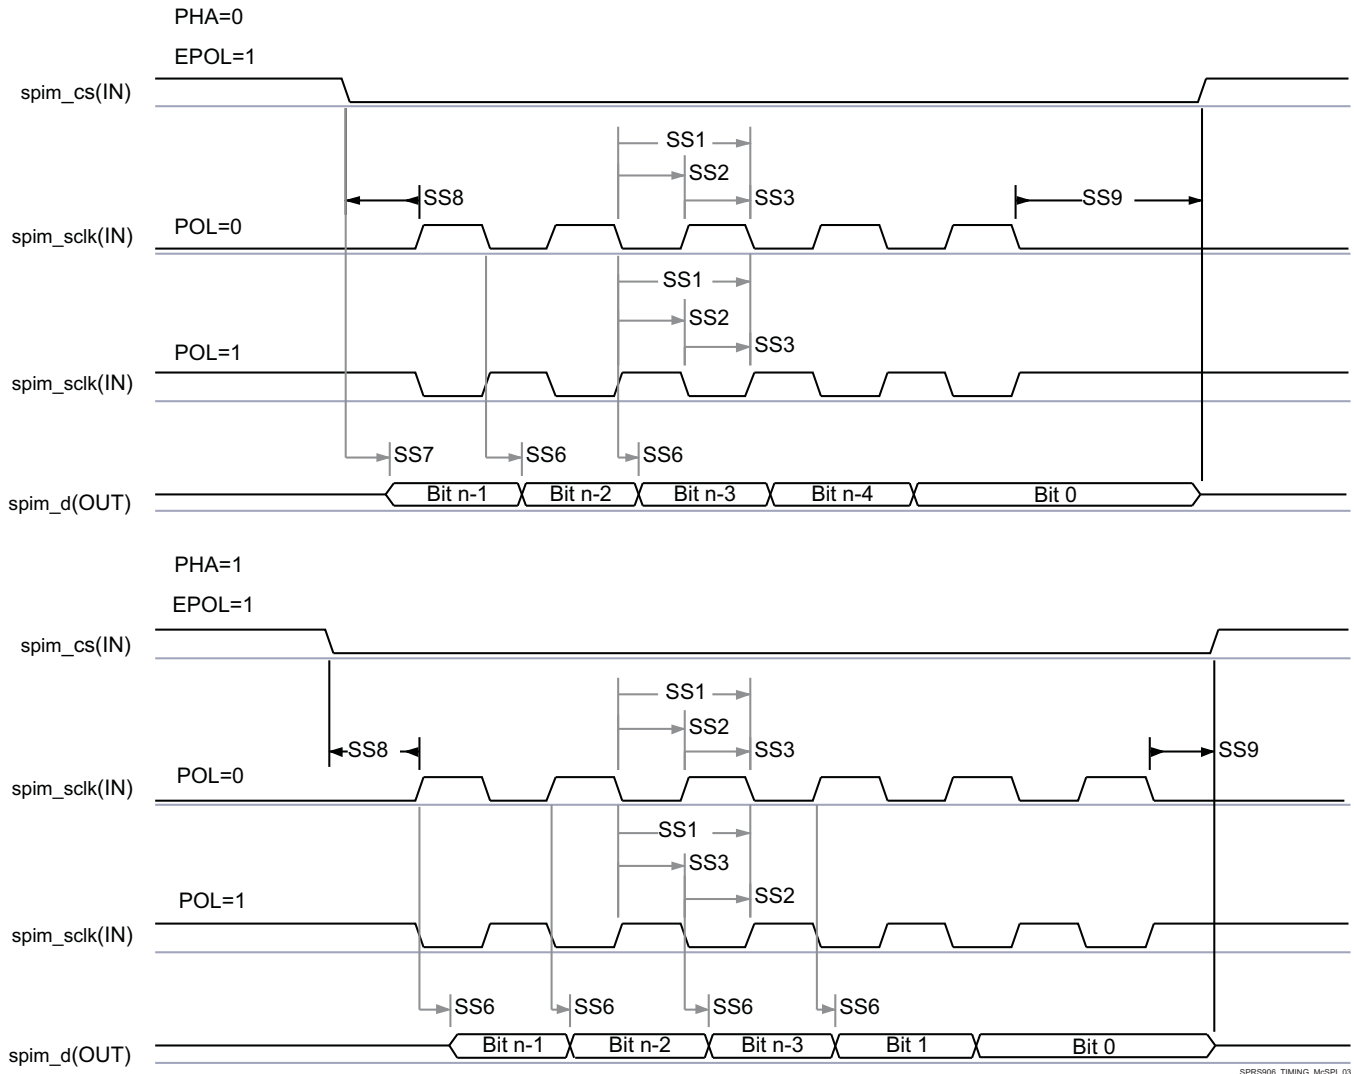 PHA=0
EPOL=1
spim_cs(IN)
SS1
SS2
SS8
SS3
SS9
POL=0
spim_sclk(IN)
SS1
SS2
SS3
POL=1
spim_sclk(IN)
SS7
SS6
SS6
Bit n-1
Bit n-2
Bit n-3
Bit n-4
Bit 0
spim_d(OUT)
PHA=1
EPOL=1
spim_cs(IN)
SS1
SS2
SS8
SS3
SS9
POL=0
spim_sclk(IN)
SS1
SS3
SS2
POL=1
spim_sclk(IN)
SS6
SS6
SS6
SS6
Bit n-1
Bit n-2
Bit n-3
Bit 1
Bit 0
spim_d(OUT)
SPRS906_TIMING_McSPI_03